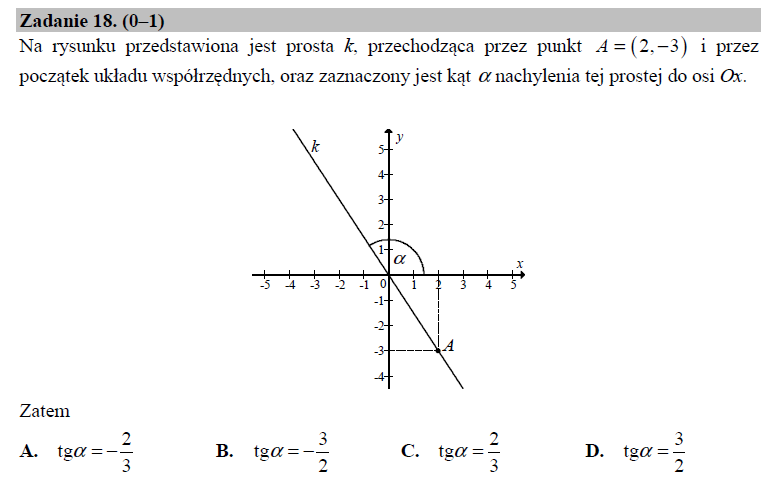 Zadanie 18. (0–1)
Na rysunku przedstawiona jest prosta k, przechodząca przez punkt A = (2,−3) i przez
początek układu współrzędnych, oraz zaznaczony jest kąt α nachylenia tej prostej do osi Ox.
y
k
5
4
3
2
1
α
x
-5 -4 -3 -2 -1 0 1 2 3 4 5
-1
-2
-3
A
-4
Zatem
A. tgα = −2/3 B. tgα = −3/2 C. tgα = 2/3 D. tgα = 3/2